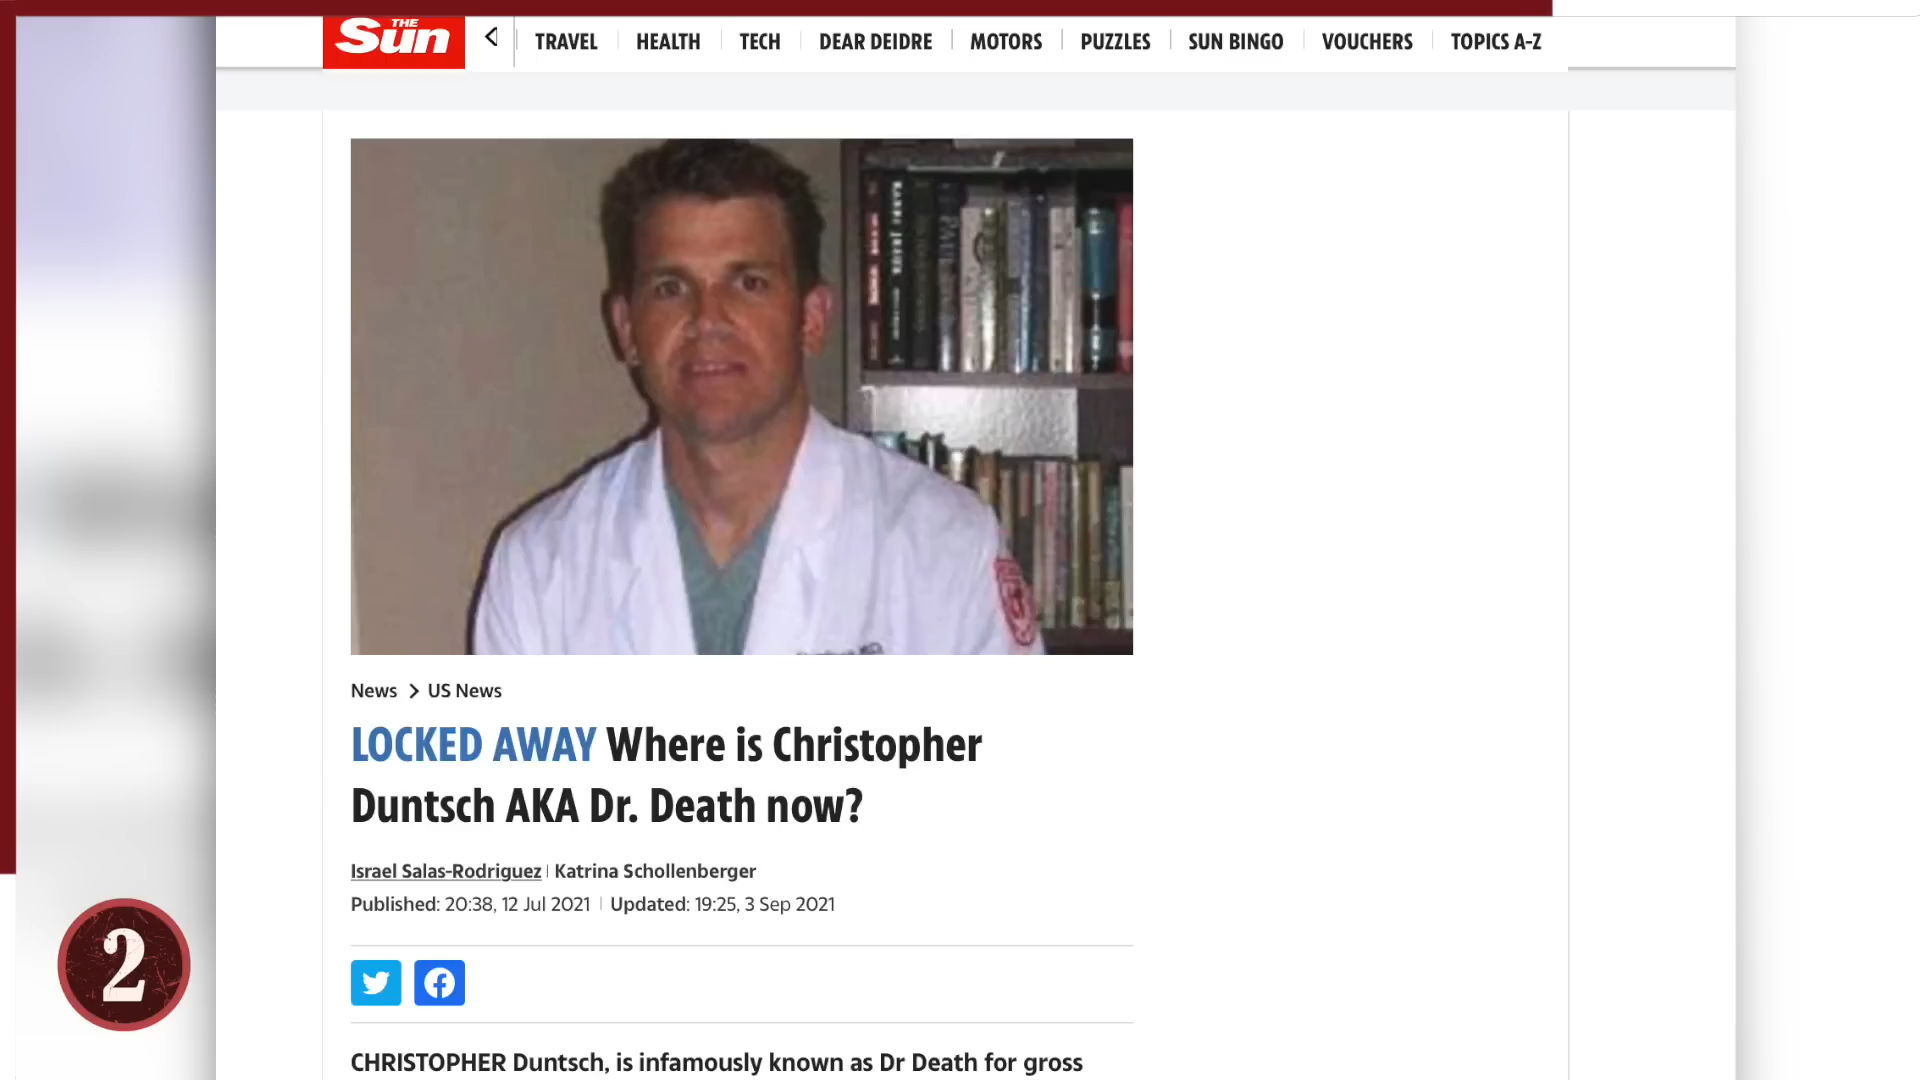 THE
Sun
TRAVEL
HEALTH
TECH
DEAR DEIDRE
MOTORS
PUZZLES
SUN BINGO
VOUCHERS
TOPICS A-Z
News > US News
LOCKED AWAY Where is Christopher
Duntsch AKA Dr. Death now?
Israel Salas-Rodriguez | Katrina Schollenberger
Published: 20:38, 12 Jul 2021 | Updated: 19:25, 3 Sep 2021
2
CHRISTOPHER Duntsch, is infamously known as Dr Death for gross